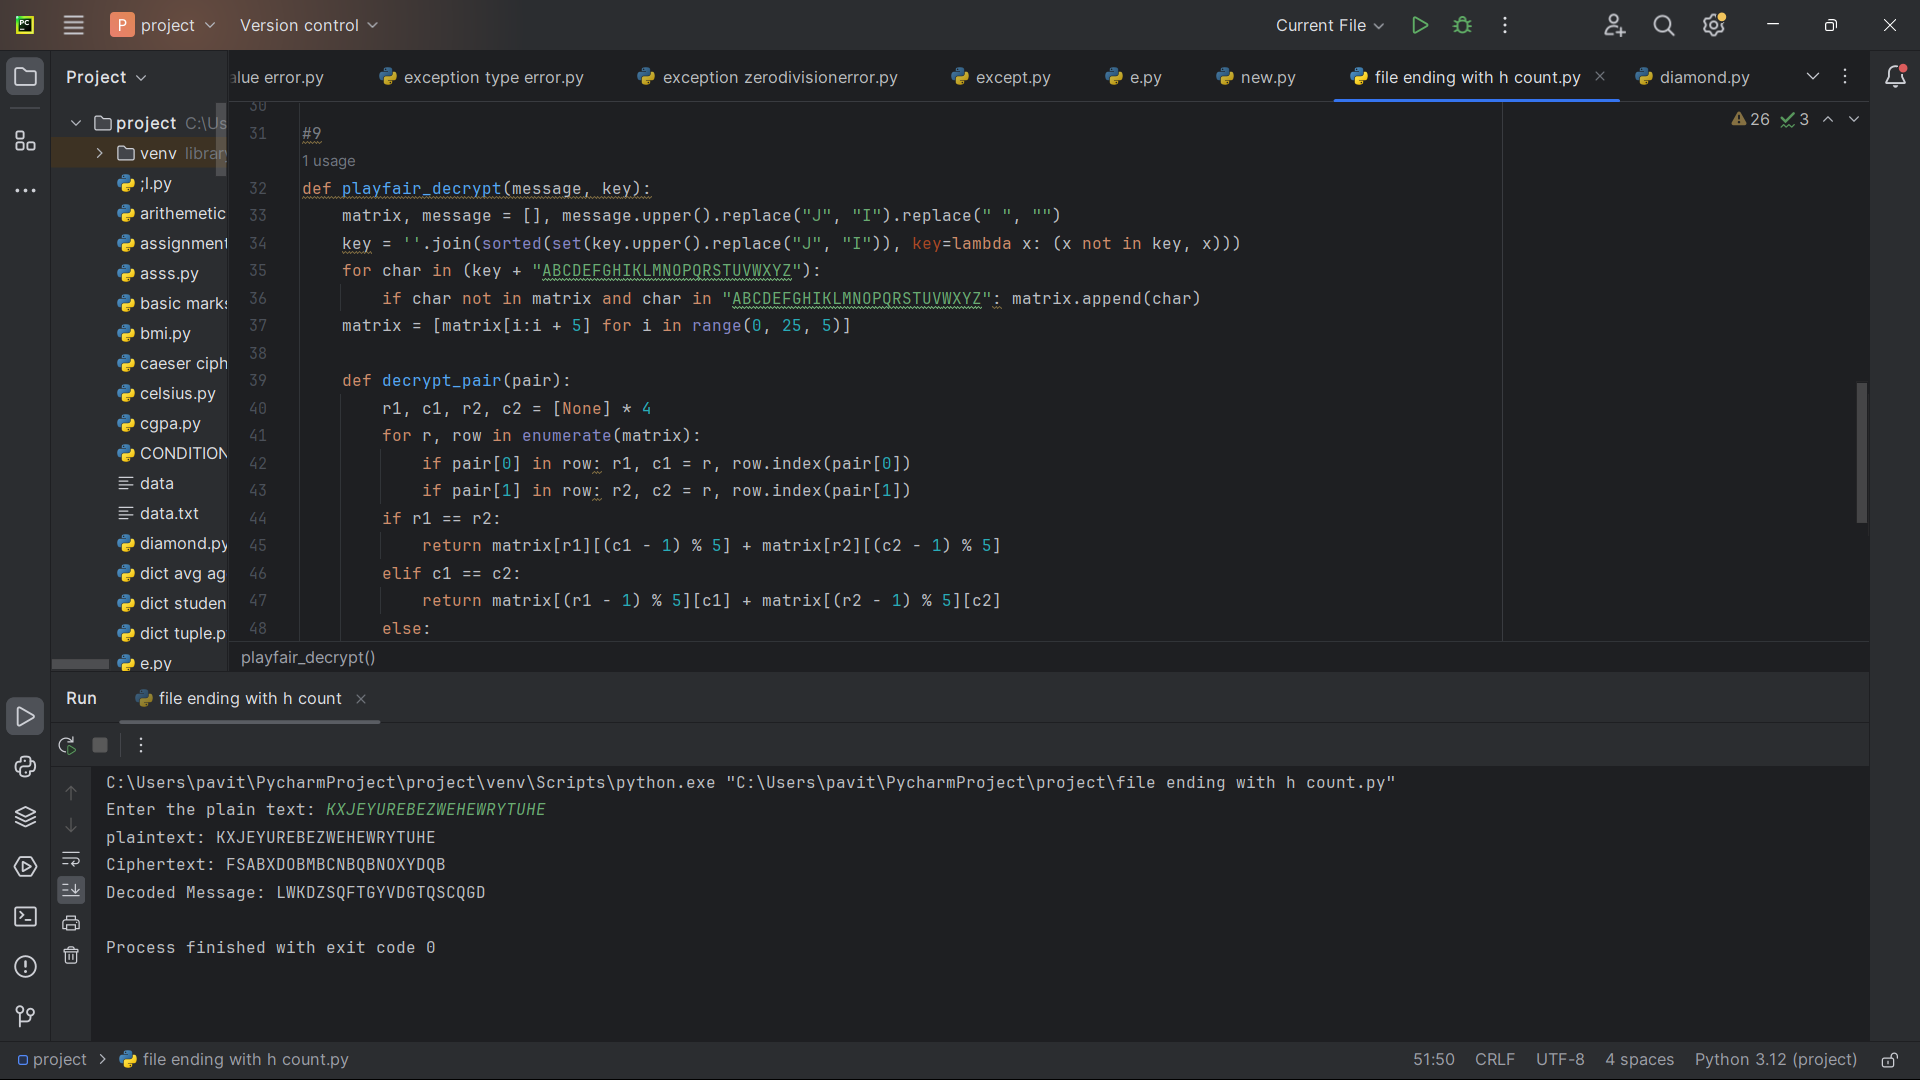 P project Version control Current File
Project
alue error.py exception type error.py exception zerodivisionerror.py except.py e.py new.py file ending with h count.py diamond.py
project C:\Us
venv library
;l.py
arithemetic
assignment
asss.py
basic marks
bmi.py
caeser ciph
celsius.py
cgpa.py
CONDITION
data
data.txt
diamond.py
dict avg ag
dict studen
dict tuple.p
e.py
26 3
30
31 #9
1 usage
32 def playfair_decrypt(message, key):
33 matrix, message = [], message.upper().replace("J", "I").replace(" ", "")
34 key = ''.join(sorted(set(key.upper().replace("J", "I")), key=lambda x: (x not in key, x)))
35 for char in (key + "ABCDEFGHIKLMNOPQRSTUVWXYZ"):
36 if char not in matrix and char in "ABCDEFGHIKLMNOPQRSTUVWXYZ": matrix.append(char)
37 matrix = [matrix[i:i + 5] for i in range(0, 25, 5)]
38
39 def decrypt_pair(pair):
40 r1, c1, r2, c2 = [None] * 4
41 for r, row in enumerate(matrix):
42 if pair[0] in row: r1, c1 = r, row.index(pair[0])
43 if pair[1] in row: r2, c2 = r, row.index(pair[1])
44 if r1 == r2:
45 return matrix[r1][(c1 - 1) % 5] + matrix[r2][(c2 - 1) % 5]
46 elif c1 == c2:
47 return matrix[(r1 - 1) % 5][c1] + matrix[(r2 - 1) % 5][c2]
48 else:
playfair_decrypt()
Run file ending with h count
C:\Users\pavit\PycharmProject\project\venv\Scripts\python.exe "C:\Users\pavit\PycharmProject\project\file ending with h count.py"
Enter the plain text: KXJEYUREBEZWEHEWRYTUHE
plaintext: KXJEYUREBEZWEHEWRYTUHE
Ciphertext: FSABXDOBMBCNBQBNOXYDQB
Decoded Message: LWKDZSQFTGYVDGTQSCQGD
Process finished with exit code 0
project > file ending with h count.py 51:50 CRLF UTF-8 4 spaces Python 3.12 (project)